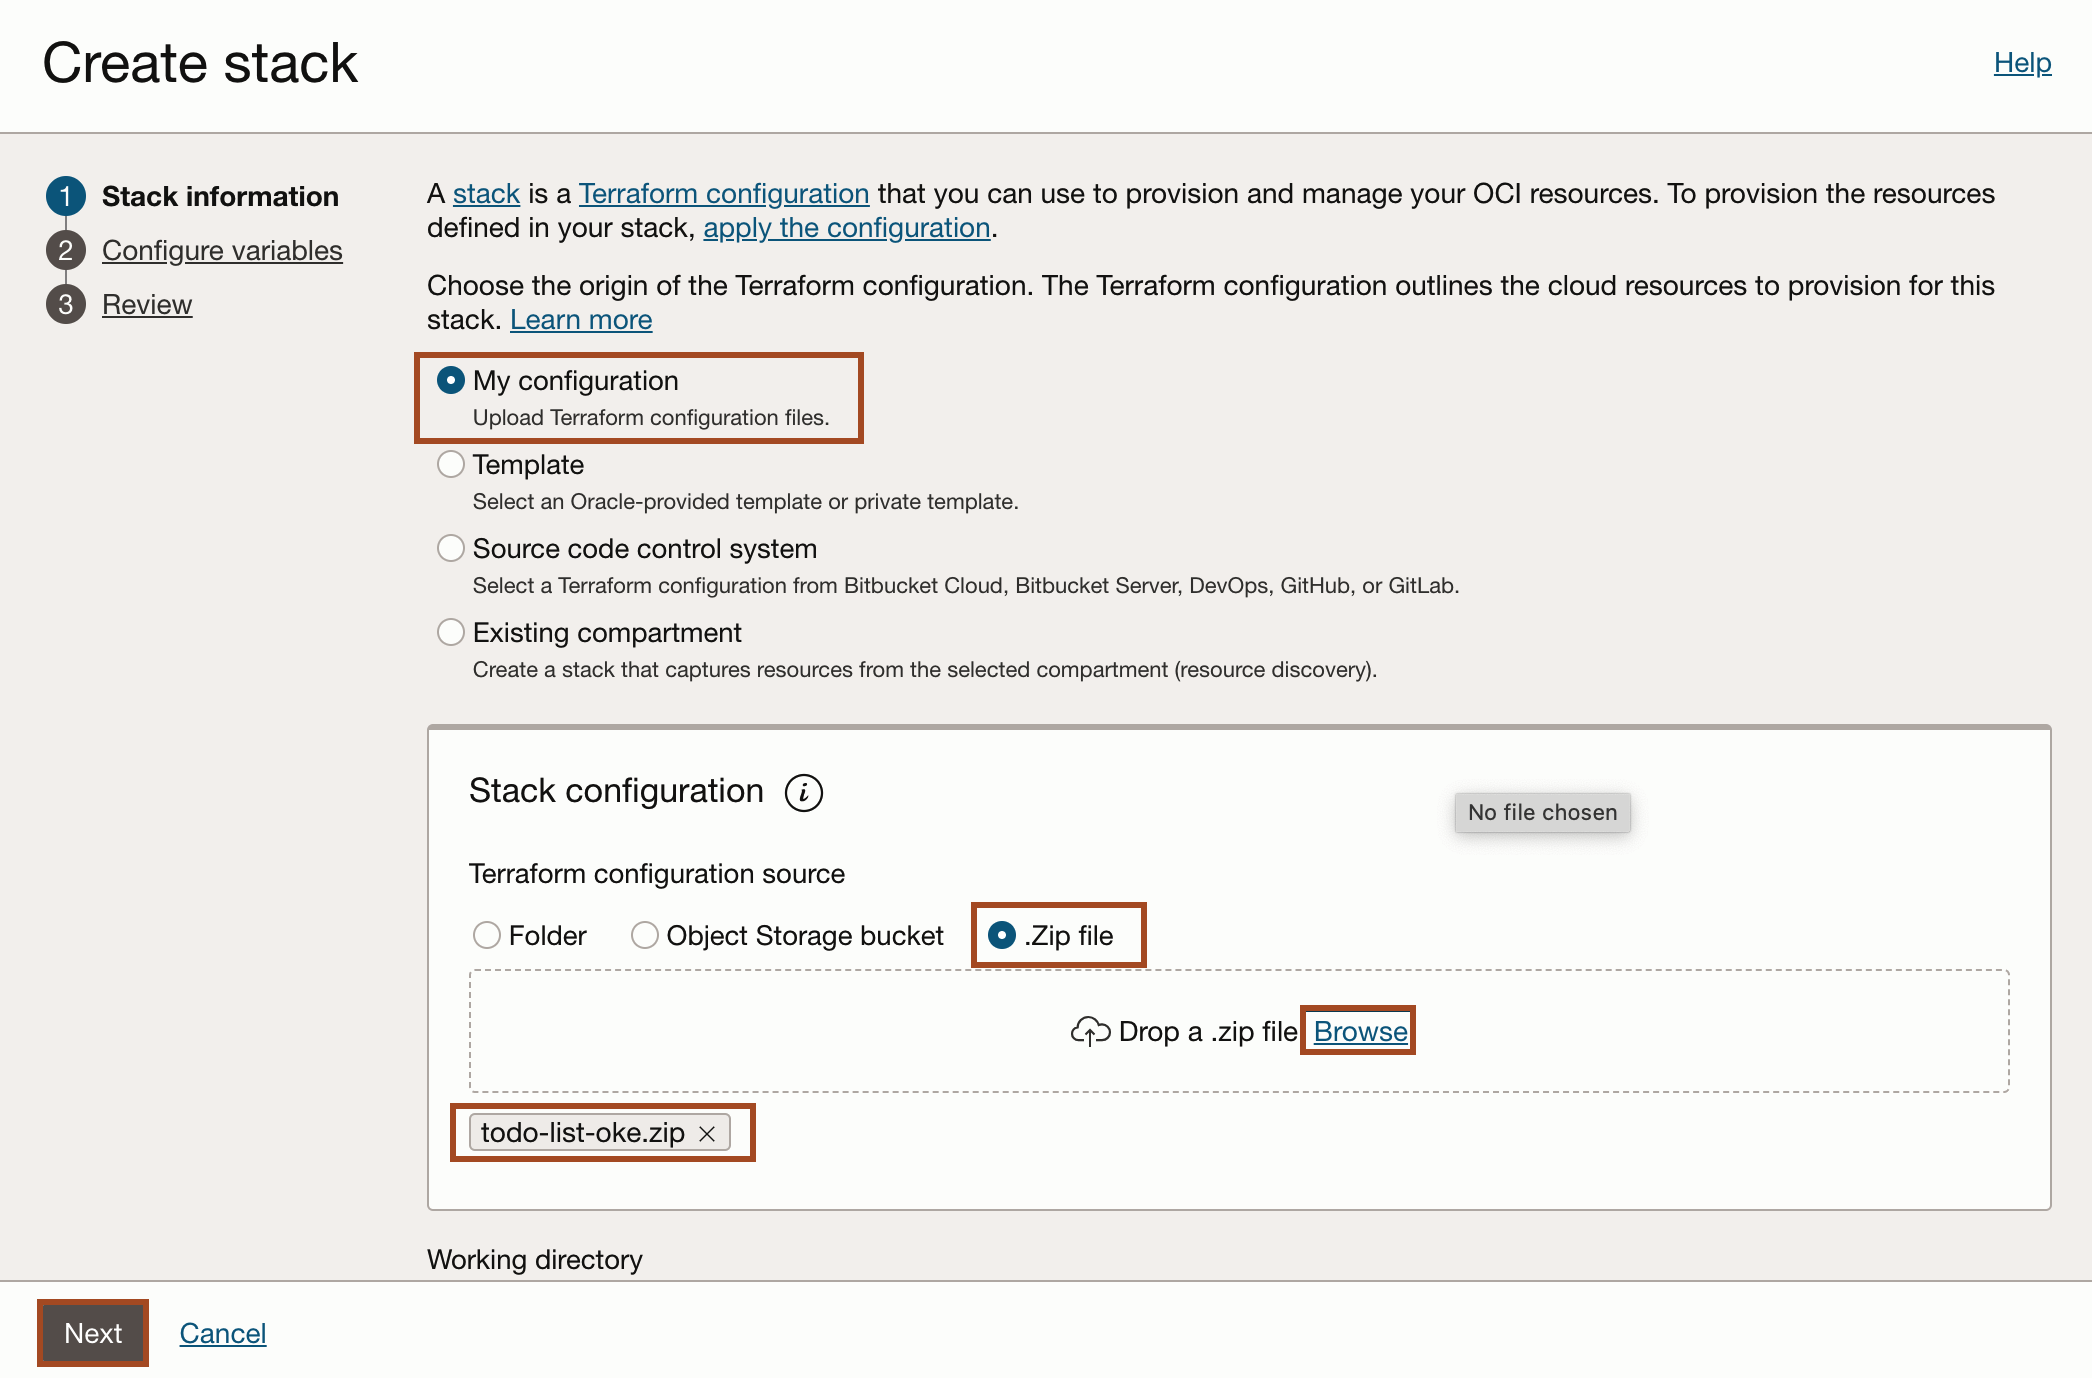 Create stack
Help
1 Stack information
2 Configure variables
3 Review
A stack is a Terraform configuration that you can use to provision and manage your OCI resources. To provision the resources
defined in your stack, apply the configuration.
Choose the origin of the Terraform configuration. The Terraform configuration outlines the cloud resources to provision for this
stack. Learn more
My configuration
Upload Terraform configuration files.
Template
Select an Oracle-provided template or private template.
Source code control system
Select a Terraform configuration from Bitbucket Cloud, Bitbucket Server, DevOps, GitHub, or GitLab.
Existing compartment
Create a stack that captures resources from the selected compartment (resource discovery).
Stack configuration i
No file chosen
Terraform configuration source
Folder Object Storage bucket .Zip file
Drop a .zip file Browse
todo-list-oke.zip ×
Working directory
Next Cancel